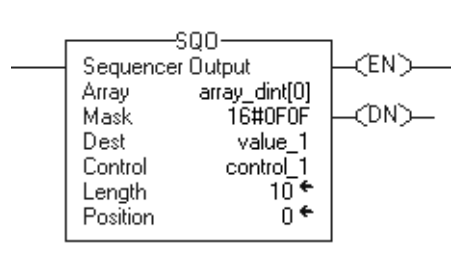 SQO
Sequencer Output
Array array_dint[0]
Mask 16#0F0F
Dest value_1
Control control_1
Length 10
Position 0
EN
DN